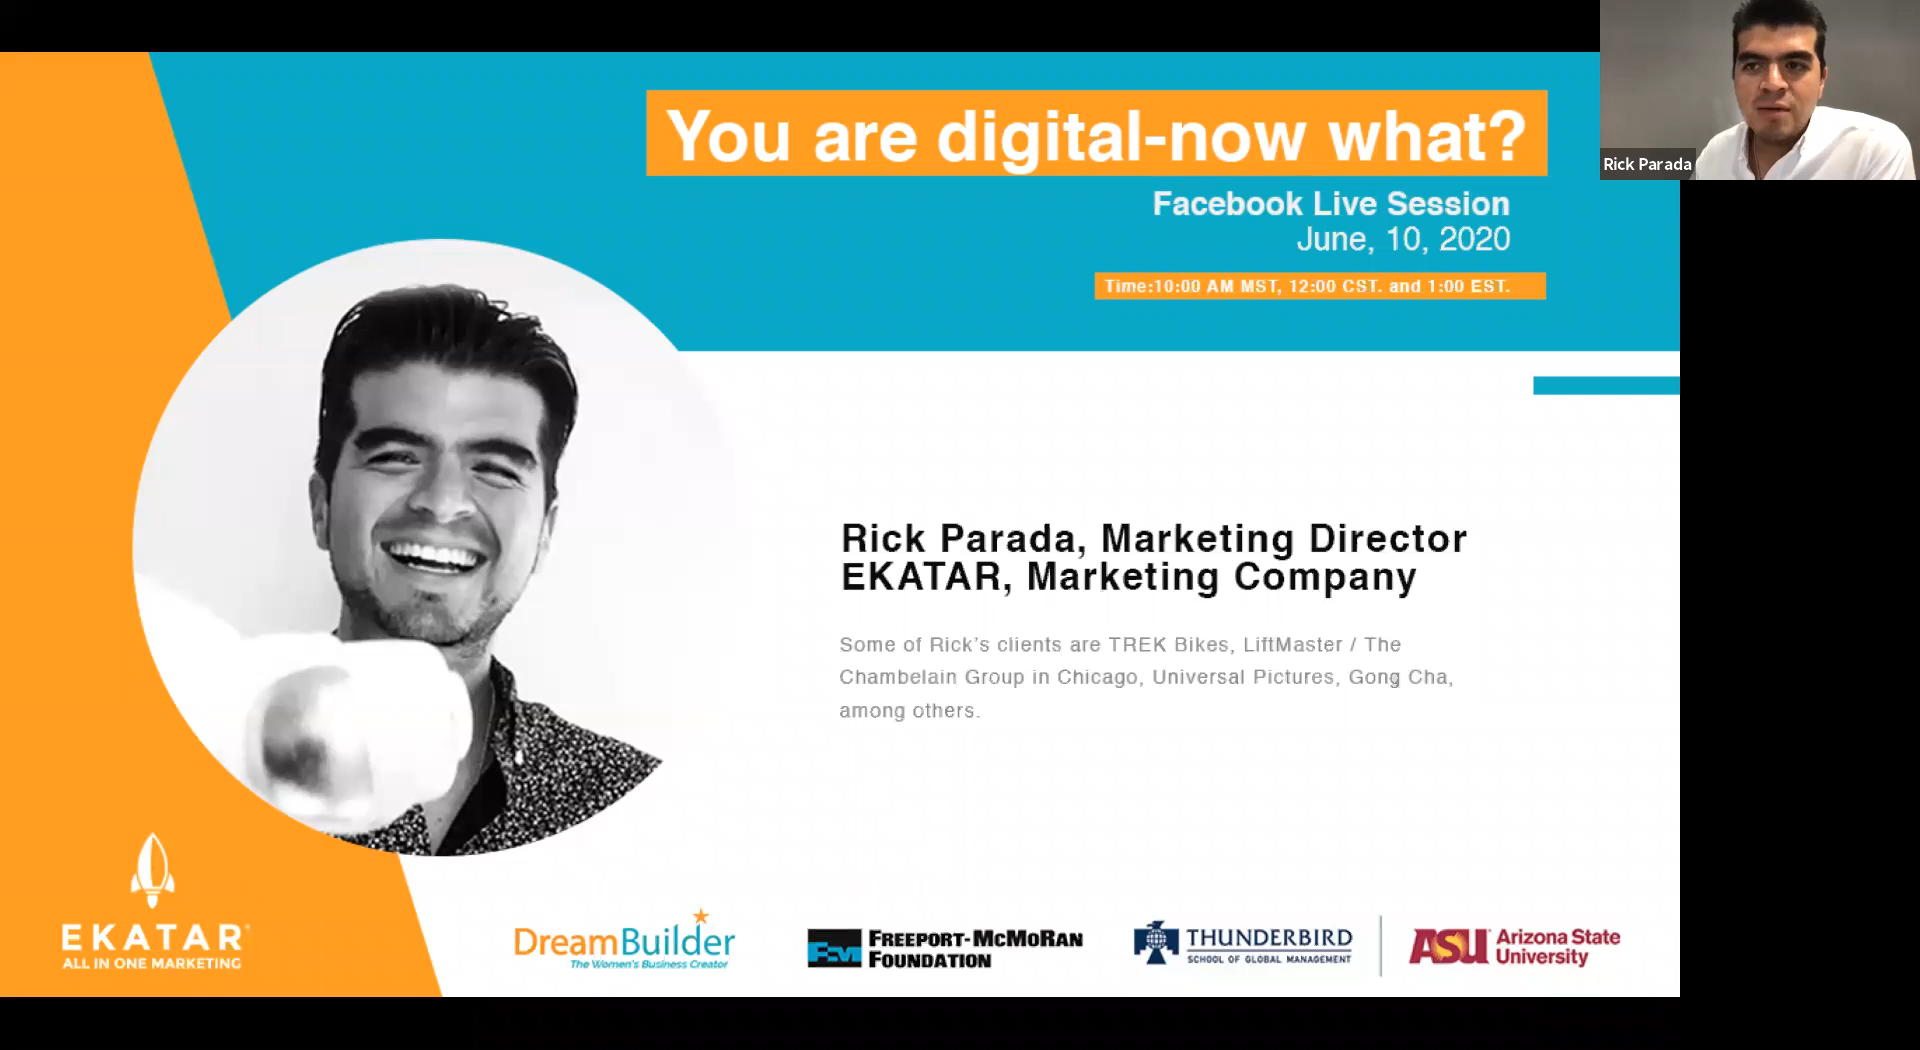 You are digital-now what?
Facebook Live Session
June, 10, 2020
Time:10:00 AM MST, 12:00 CST. and 1:00 EST.
Rick Parada
Rick Parada, Marketing Director
EKATAR, Marketing Company
Some of Rick's clients are TREK Bikes, LiftMaster / The
Chambelain Group in Chicago, Universal Pictures, Gong Cha,
among others.
EKATAR
ALL IN ONE MARKETING
DreamBuilder
The Women's Business Creator
FREEPORT-McMoRAN
FOUNDATION
THUNDERBIRD
SCHOOL OF GLOBAL MANAGEMENT
ASU Arizona State
University